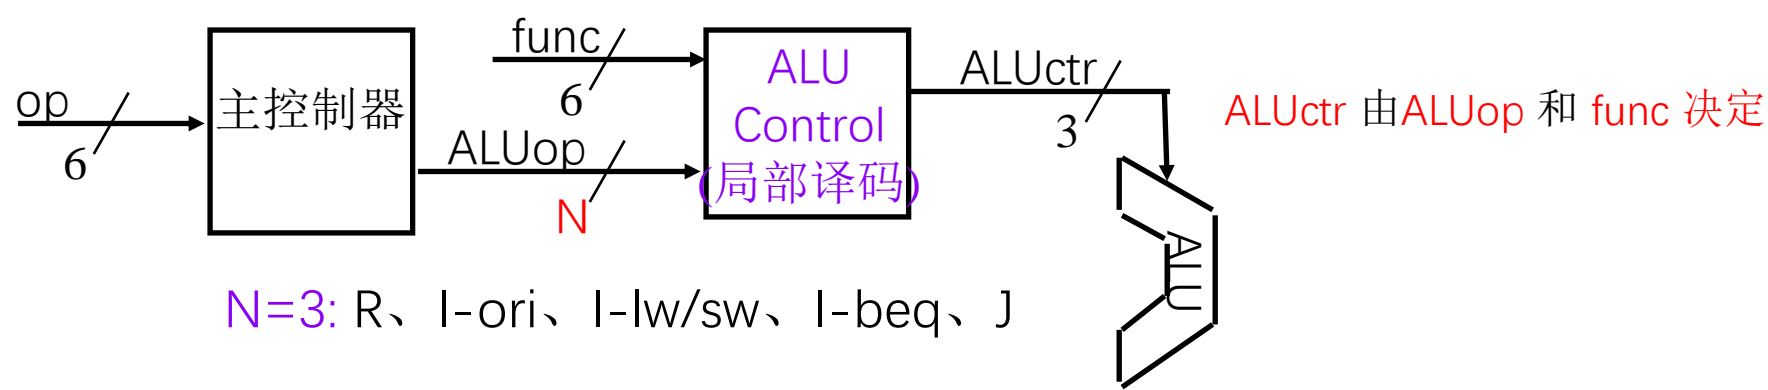 op
6
主控制器
func
6
ALUop
N
ALU
Control
(局部译码)
ALUctr
3
ALU
ALUctr 由ALUop 和 func 决定
N=3: R、I-ori、I-lw/sw、I-beq、J